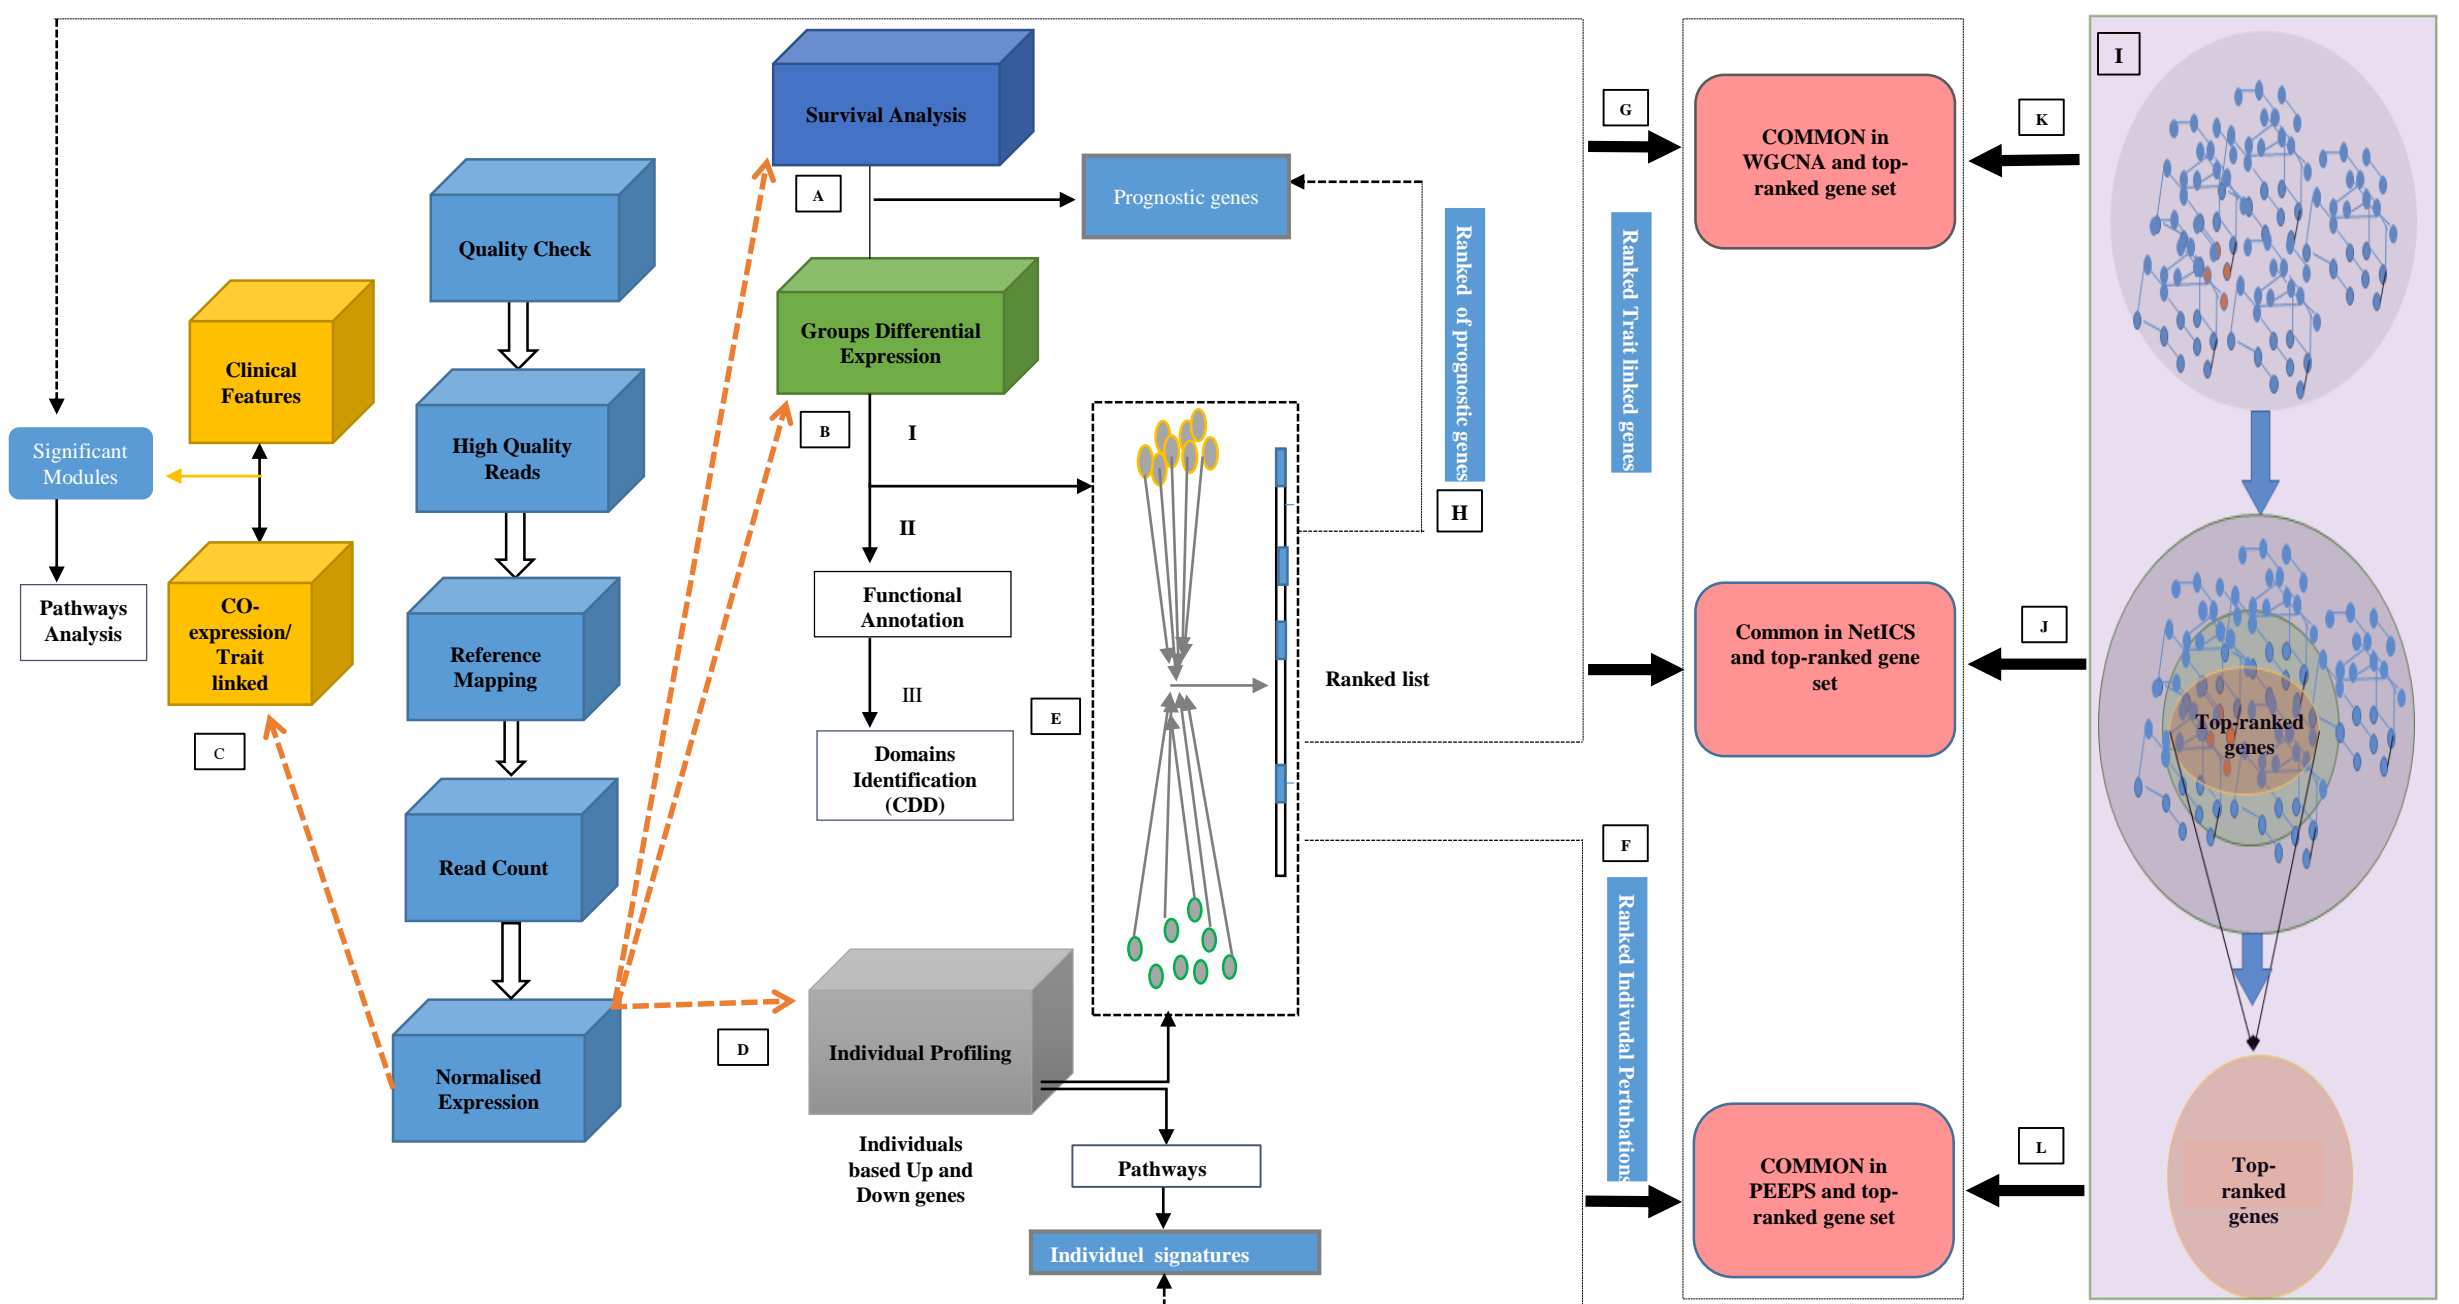 Survival Analysis
A
Prognostic genes
Quality Check
Clinical
Features
Groups Differential
Expression
B
I
II
High Quality
Reads
Significant
Modules
Pathways
Analysis
CO-
expression/
Trait
linked
C
Reference
Mapping
Functional
Annotation
III
Domains
Identification
(CDD)
Read Count
Normalised
Expression
D
Individual Profiling
Individuals
based Up and
Down genes
Pathways
Individuel signatures
E
Ranked list
H
Ranked of prognostic genes
G
Ranked Trait linked genes
F
Ranked Indivudal Pertubations
COMMON in
WGCNA and top-
ranked gene set
Common in NetICS
and top-ranked gene
set
COMMON in
PEEPS and top-
ranked gene set
K
J
L
I
Top-ranked
genes
Top-
ranked
genes